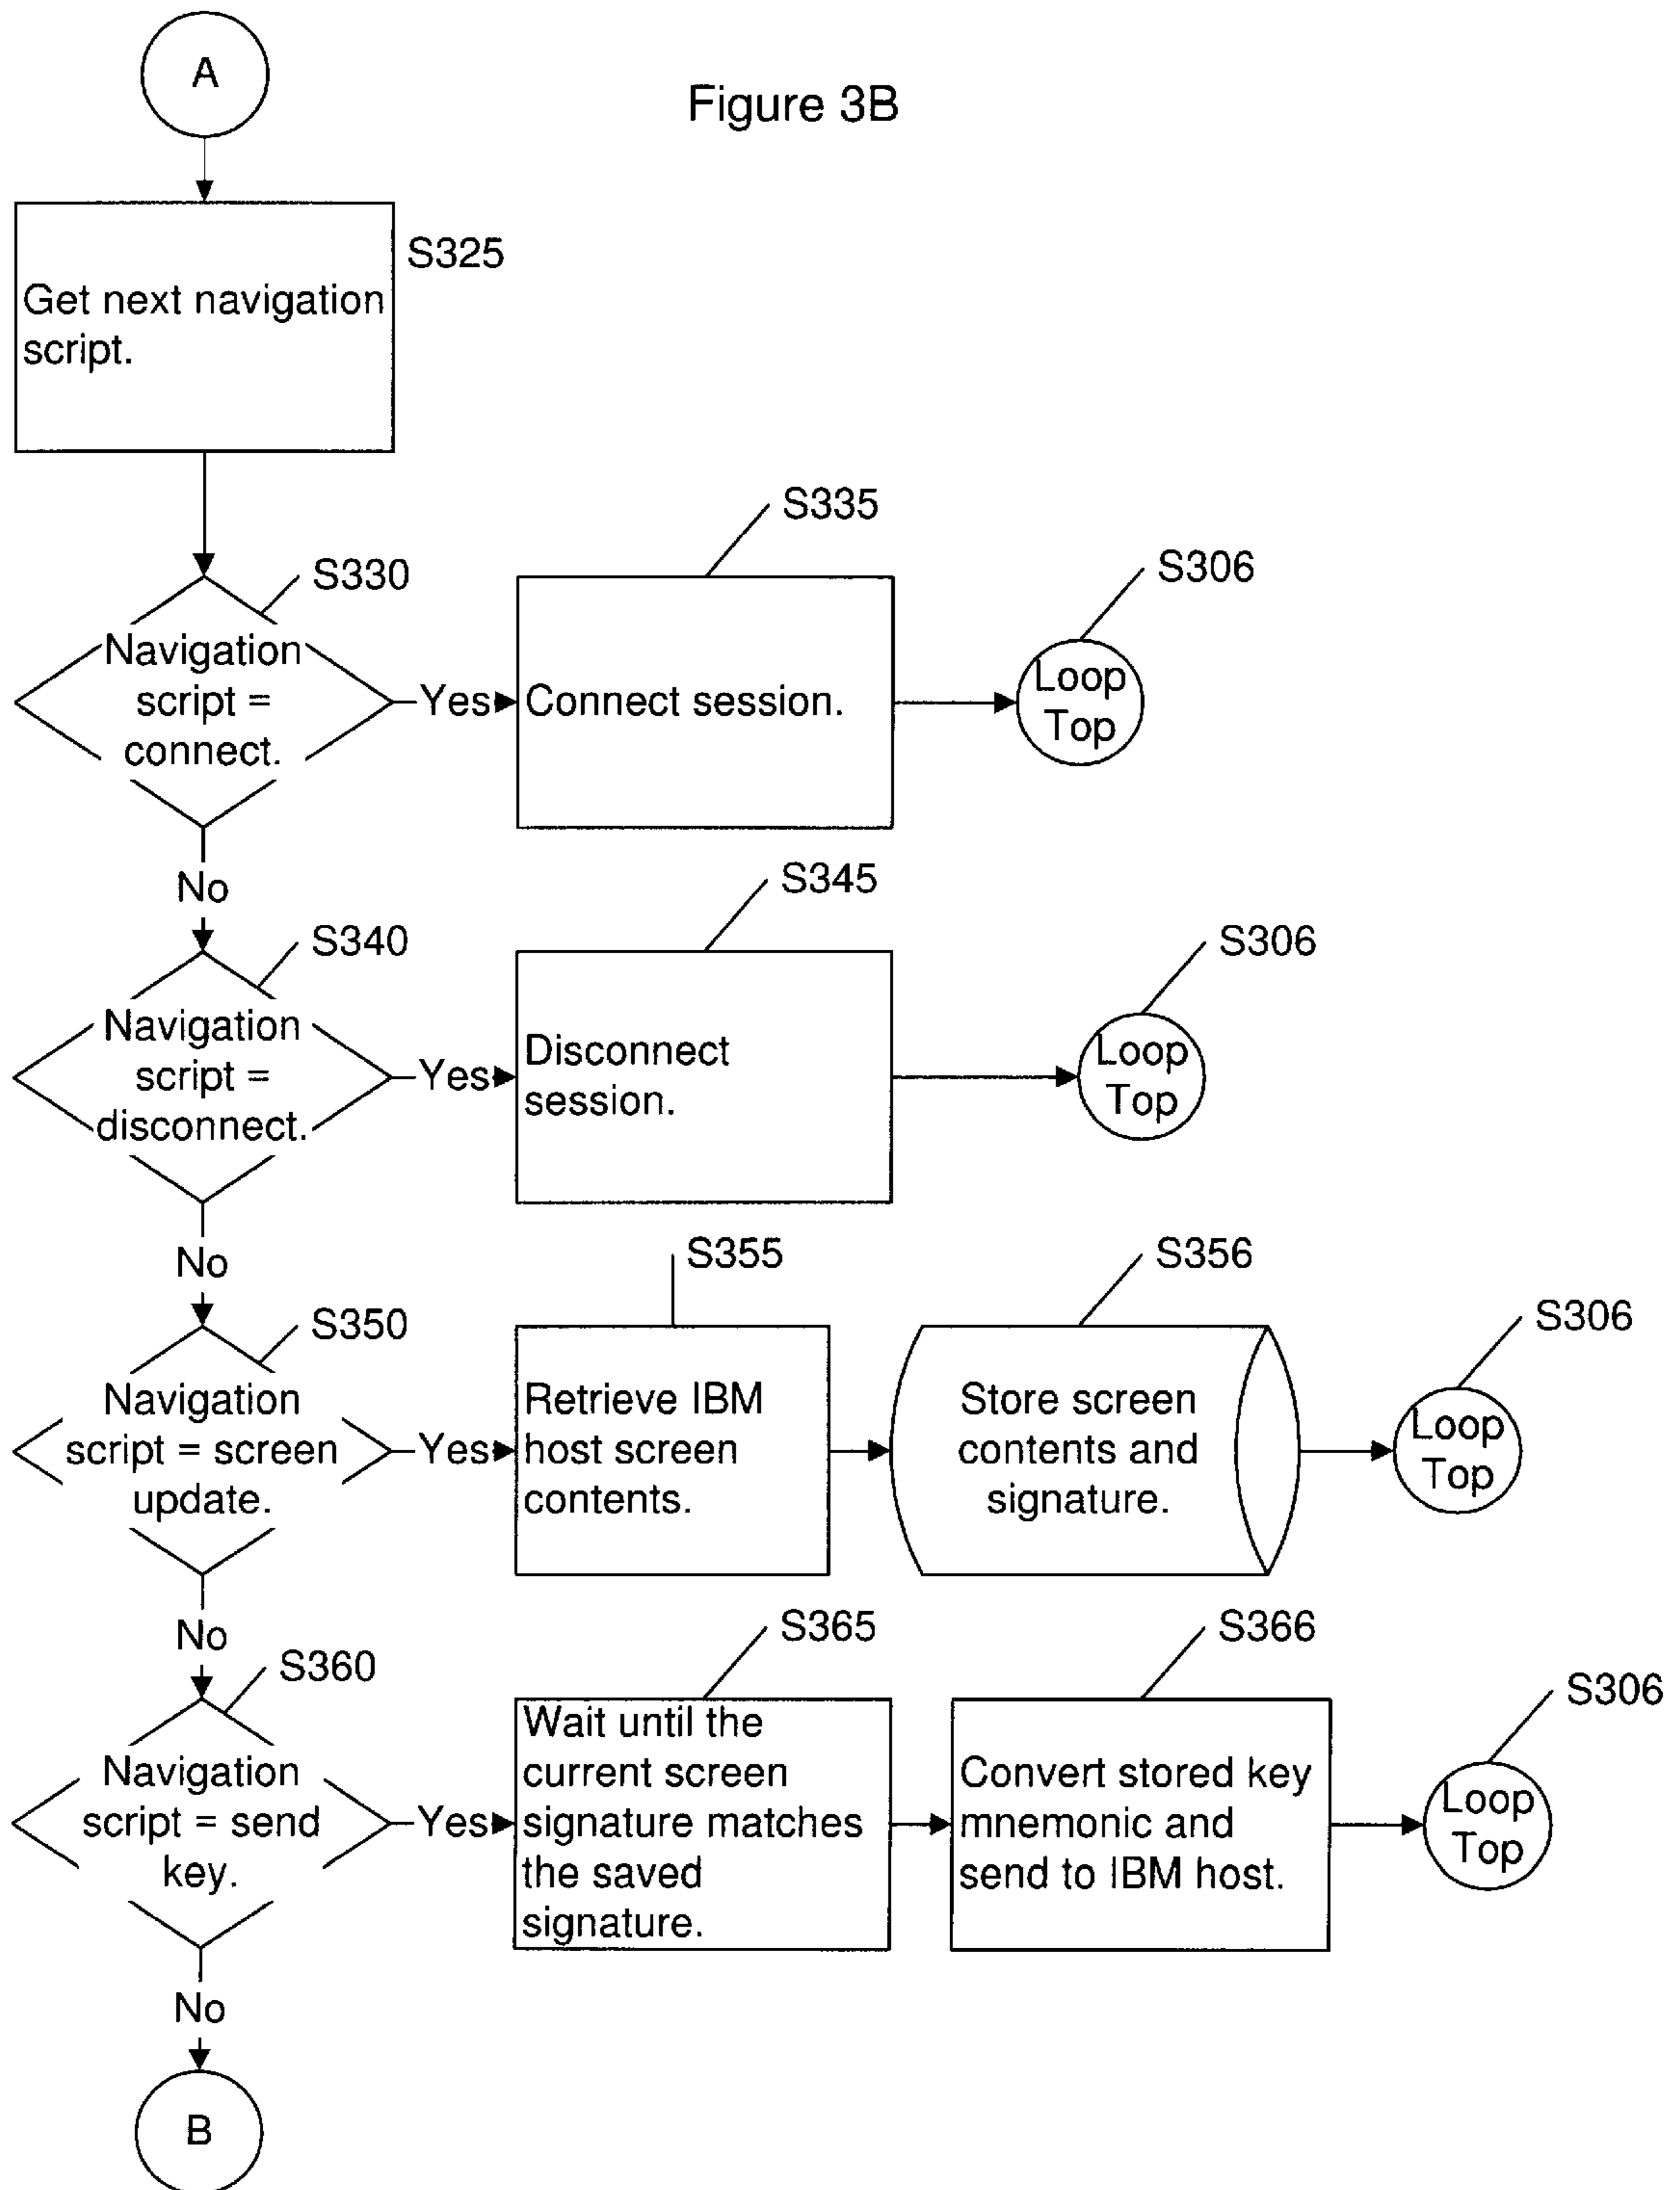 A
Figure 3B
S325
Get next navigation
script.
S335
S306
S330
Navigation
script =
connect.
Yes
Connect session.
Loop
Top
No
S345
S306
S340
Navigation
script =
disconnect.
Yes
Disconnect
session.
Loop
Top
No
S355
S356
S306
S350
Navigation
script = screen
update.
Yes
Retrieve IBM
host screen
contents.
Store screen
contents and
signature.
Loop
Top
No
S365
S366
S306
S360
Navigation
script = send
key.
Yes
Wait until the
current screen
signature matches
the saved
signature.
Convert stored key
mnemonic and
send to IBM host.
Loop
Top
No
B